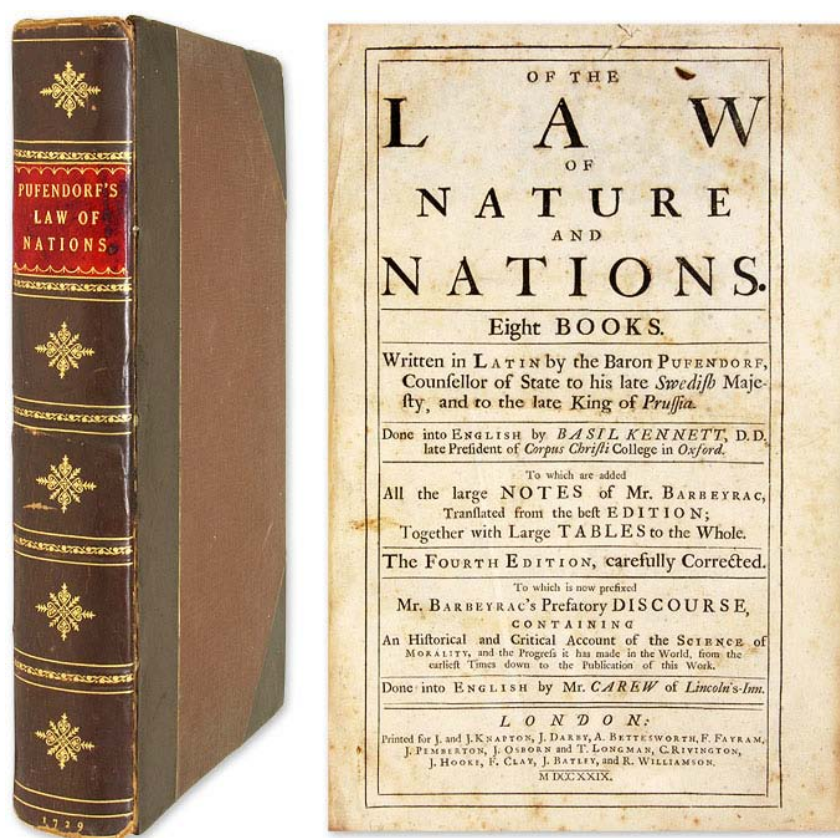 PUFENDORF'S
LAW OF
NATIONS
1729
OF THE
LAW
OF
NATURE
AND
NATIONS.
Eight BOOKS.
Written in LATIN by the Baron PUFENDORF,
Counſellor of State to his late Swediſh Maje-
ſty, and to the late King of Pruſſia.
Done into ENGLISH by BASIL KENNETT, D.D.
late Preſident of Corpus Chriſti College in Oxford.
To which are added
All the large NOTES of Mr. BARBEYRAC,
Tranſlated from the beſt EDITION;
Together with Large TABLES to the Whole.
The FOURTH EDITION, carefully Corrected.
To which is now prefixed
Mr. BARBEYRAC's Prefatory DISCOURSE,
CONTAINING
An Hiſtorical and Critical Account of the SCIENCE of
MORALITY, and the Progreſs it has made in the World, from the
earlieſt Times down to the Publication of this Work.
Done into ENGLISH by Mr. CAREW of Lincoln's-Inn.
LONDON:
Printed for J. and J. KNAPTON, J. DARBY, A. BETTESWORTH, F. FAYRAM,
J. PEMBERTON, J. OSBORN and T. LONGMAN, C. RIVINGTON,
J. HOOKE, F. CLAY, J. BATLEY, and R. WILLIAMSON.
M DCC XXIX.